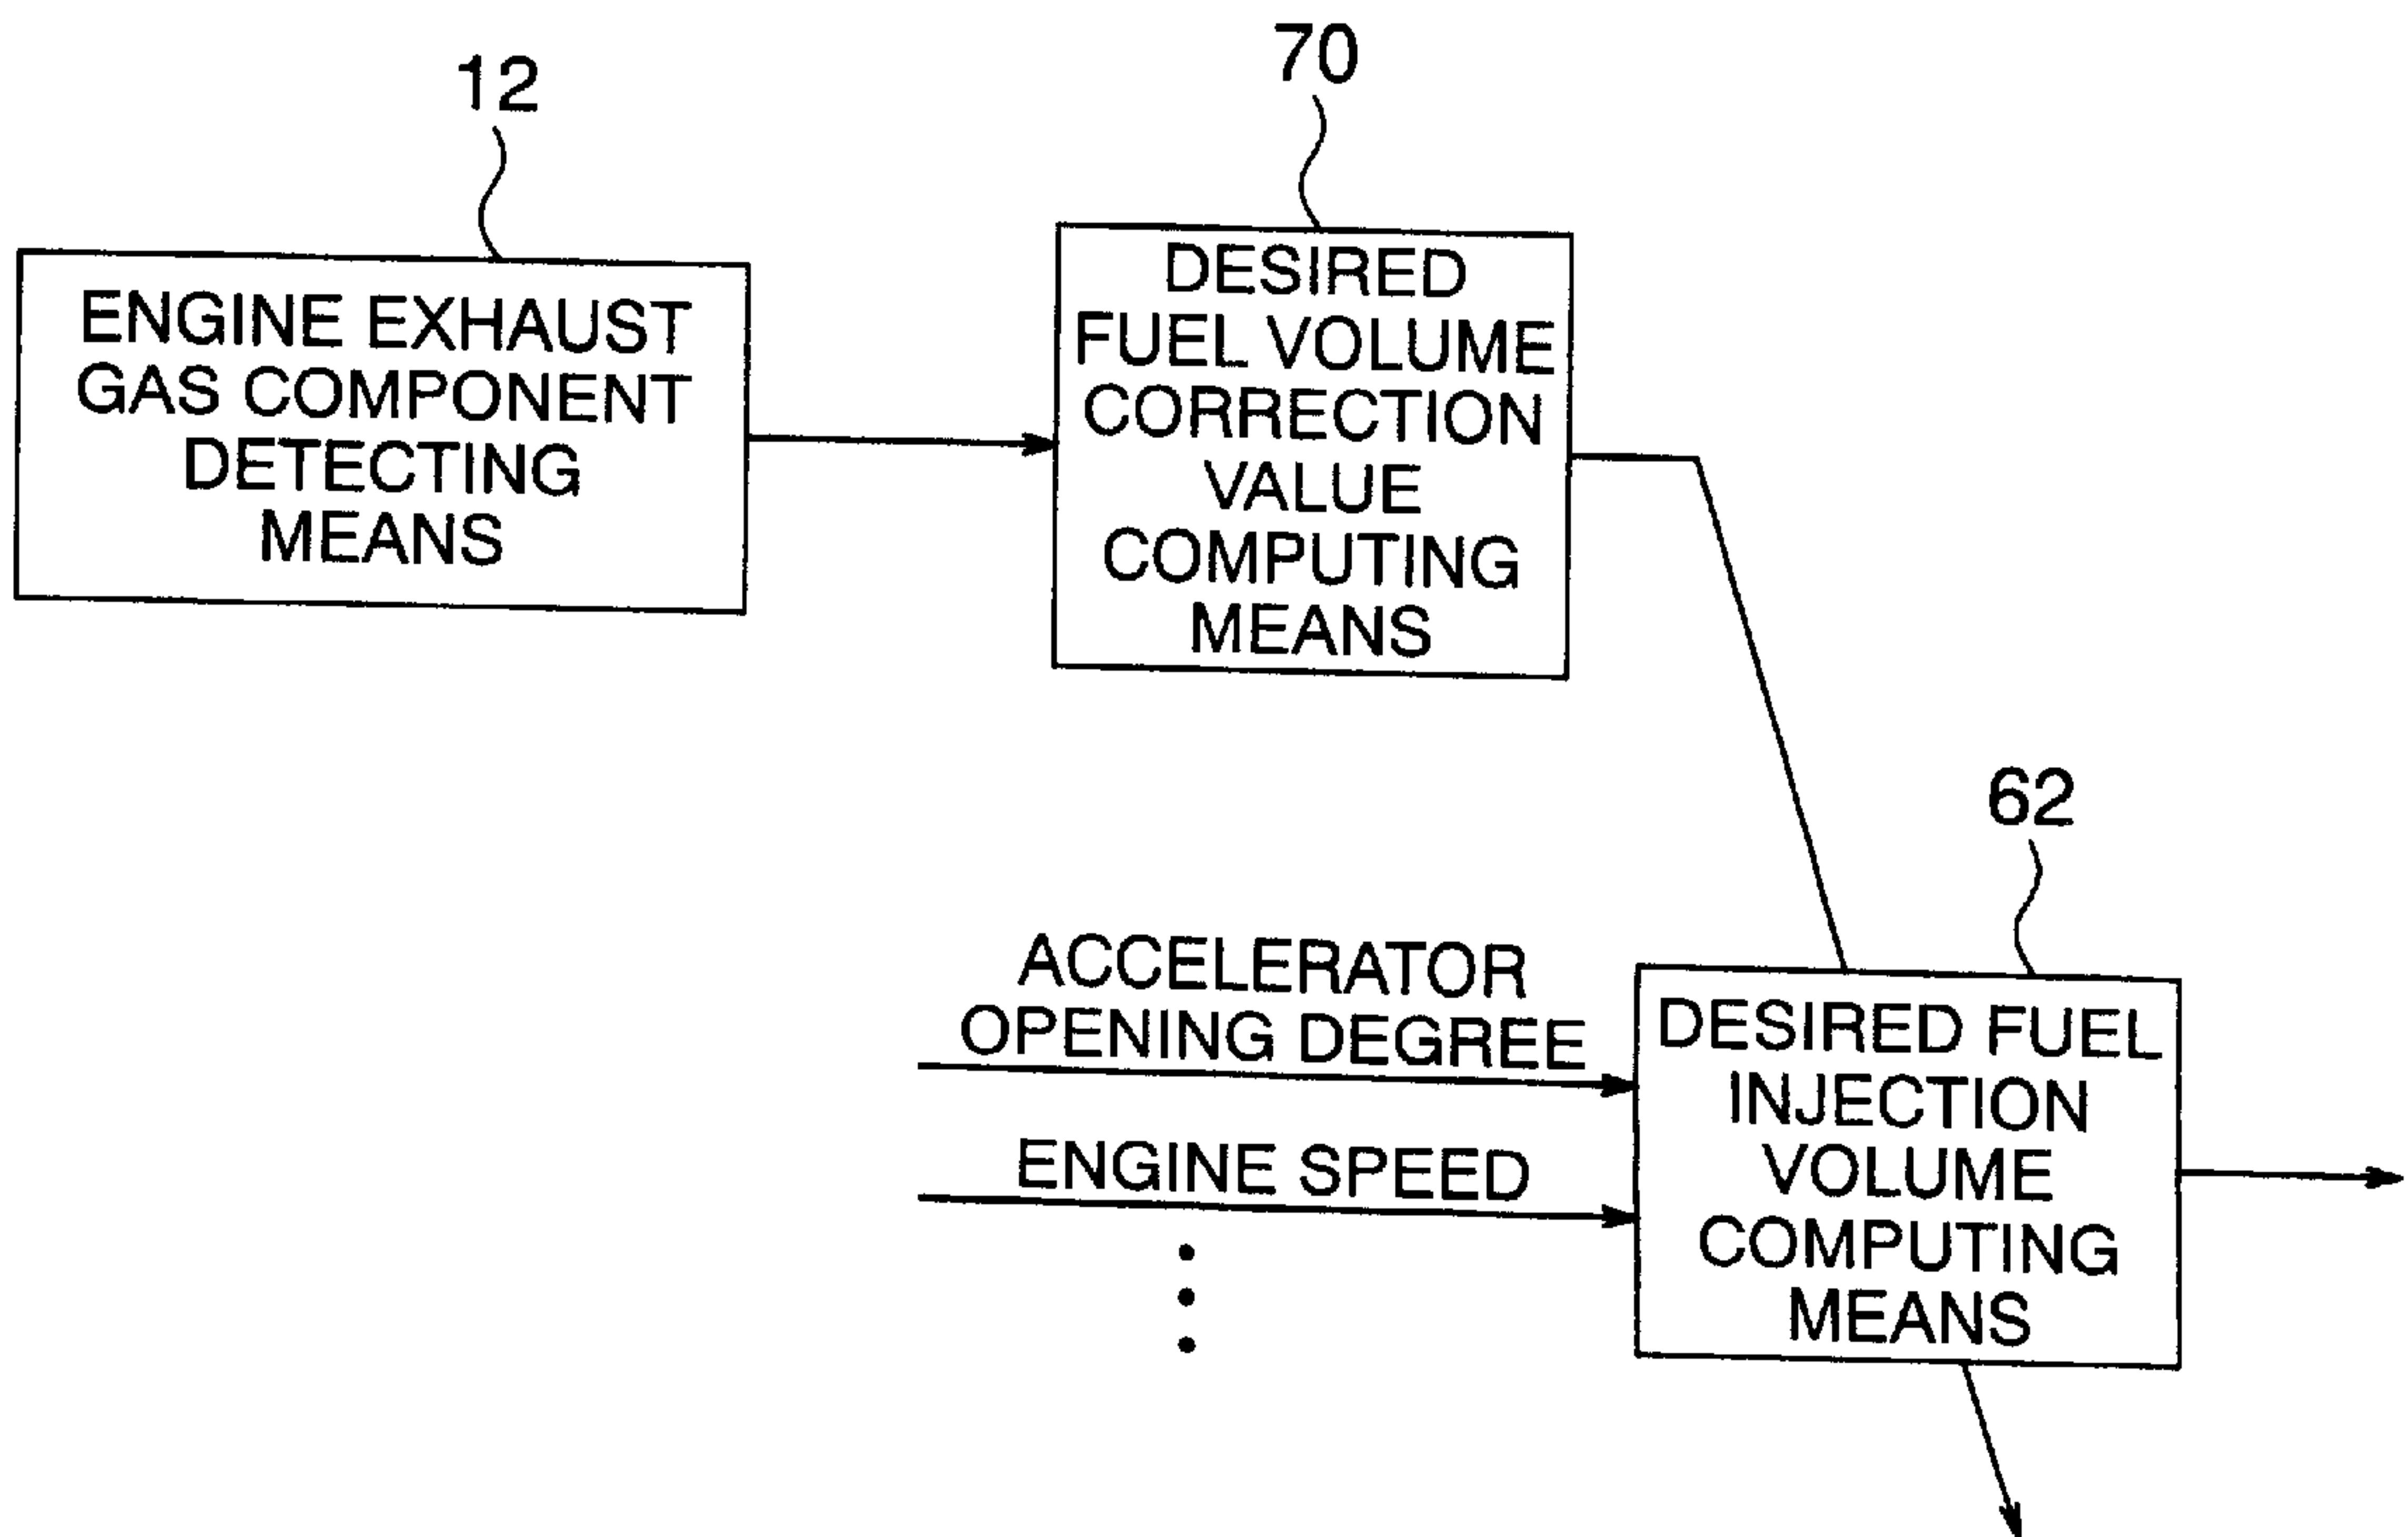 12
ENGINE EXHAUST
GAS COMPONENT
DETECTING
MEANS
70
DESIRED
FUEL VOLUME
CORRECTION
VALUE
COMPUTING
MEANS
ACCELERATOR
OPENING DEGREE
ENGINE SPEED
62
DESIRED FUEL
INJECTION
VOLUME
COMPUTING
MEANS